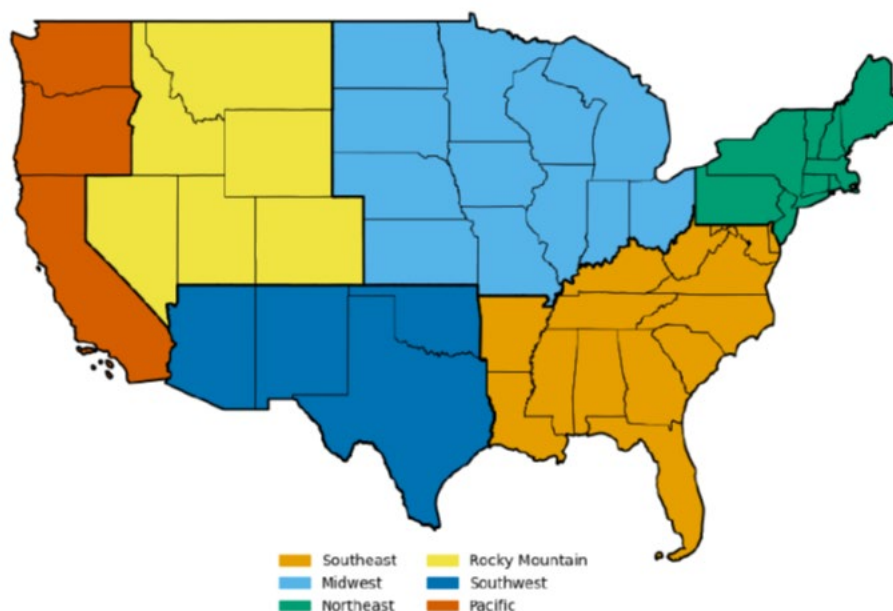 Southeast
Rocky Mountain
Midwest
Southwest
Northeast
Pacific